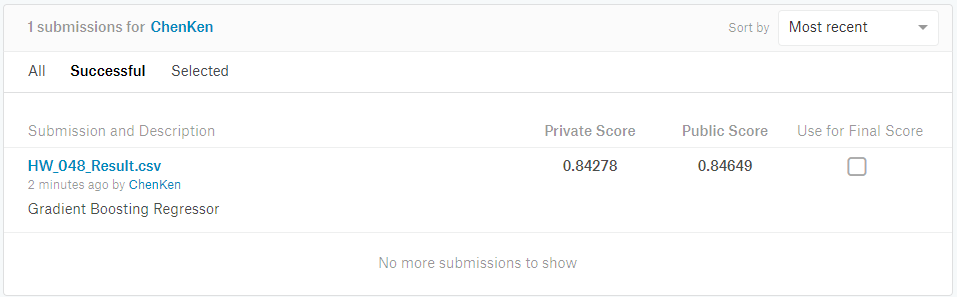 1 submissions for ChenKen
Sort by Most recent
All Successful Selected
Submission and Description Private Score Public Score Use for Final Score
HW_048_Result.csv 0.84278 0.84649
2 minutes ago by ChenKen
Gradient Boosting Regressor
No more submissions to show